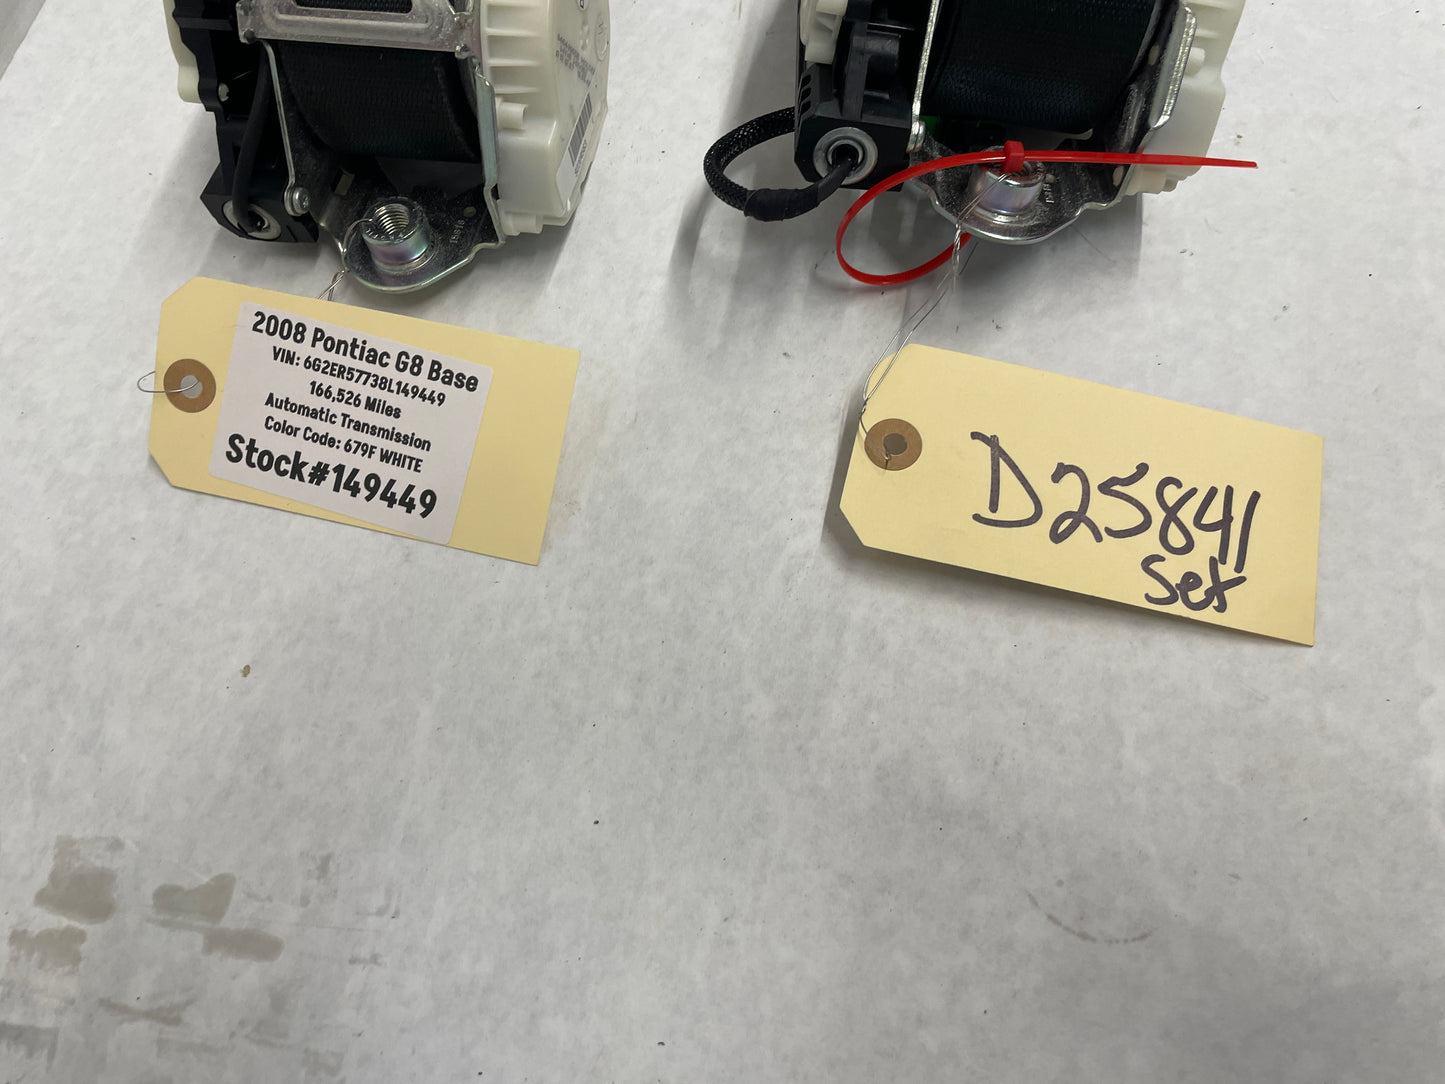 2008 Pontiac G8 Base
VIN: 6G2ER57738L149449
166,526 Miles
Automatic Transmission
Color Code: 679F WHITE
Stock#149449
D25841
Set